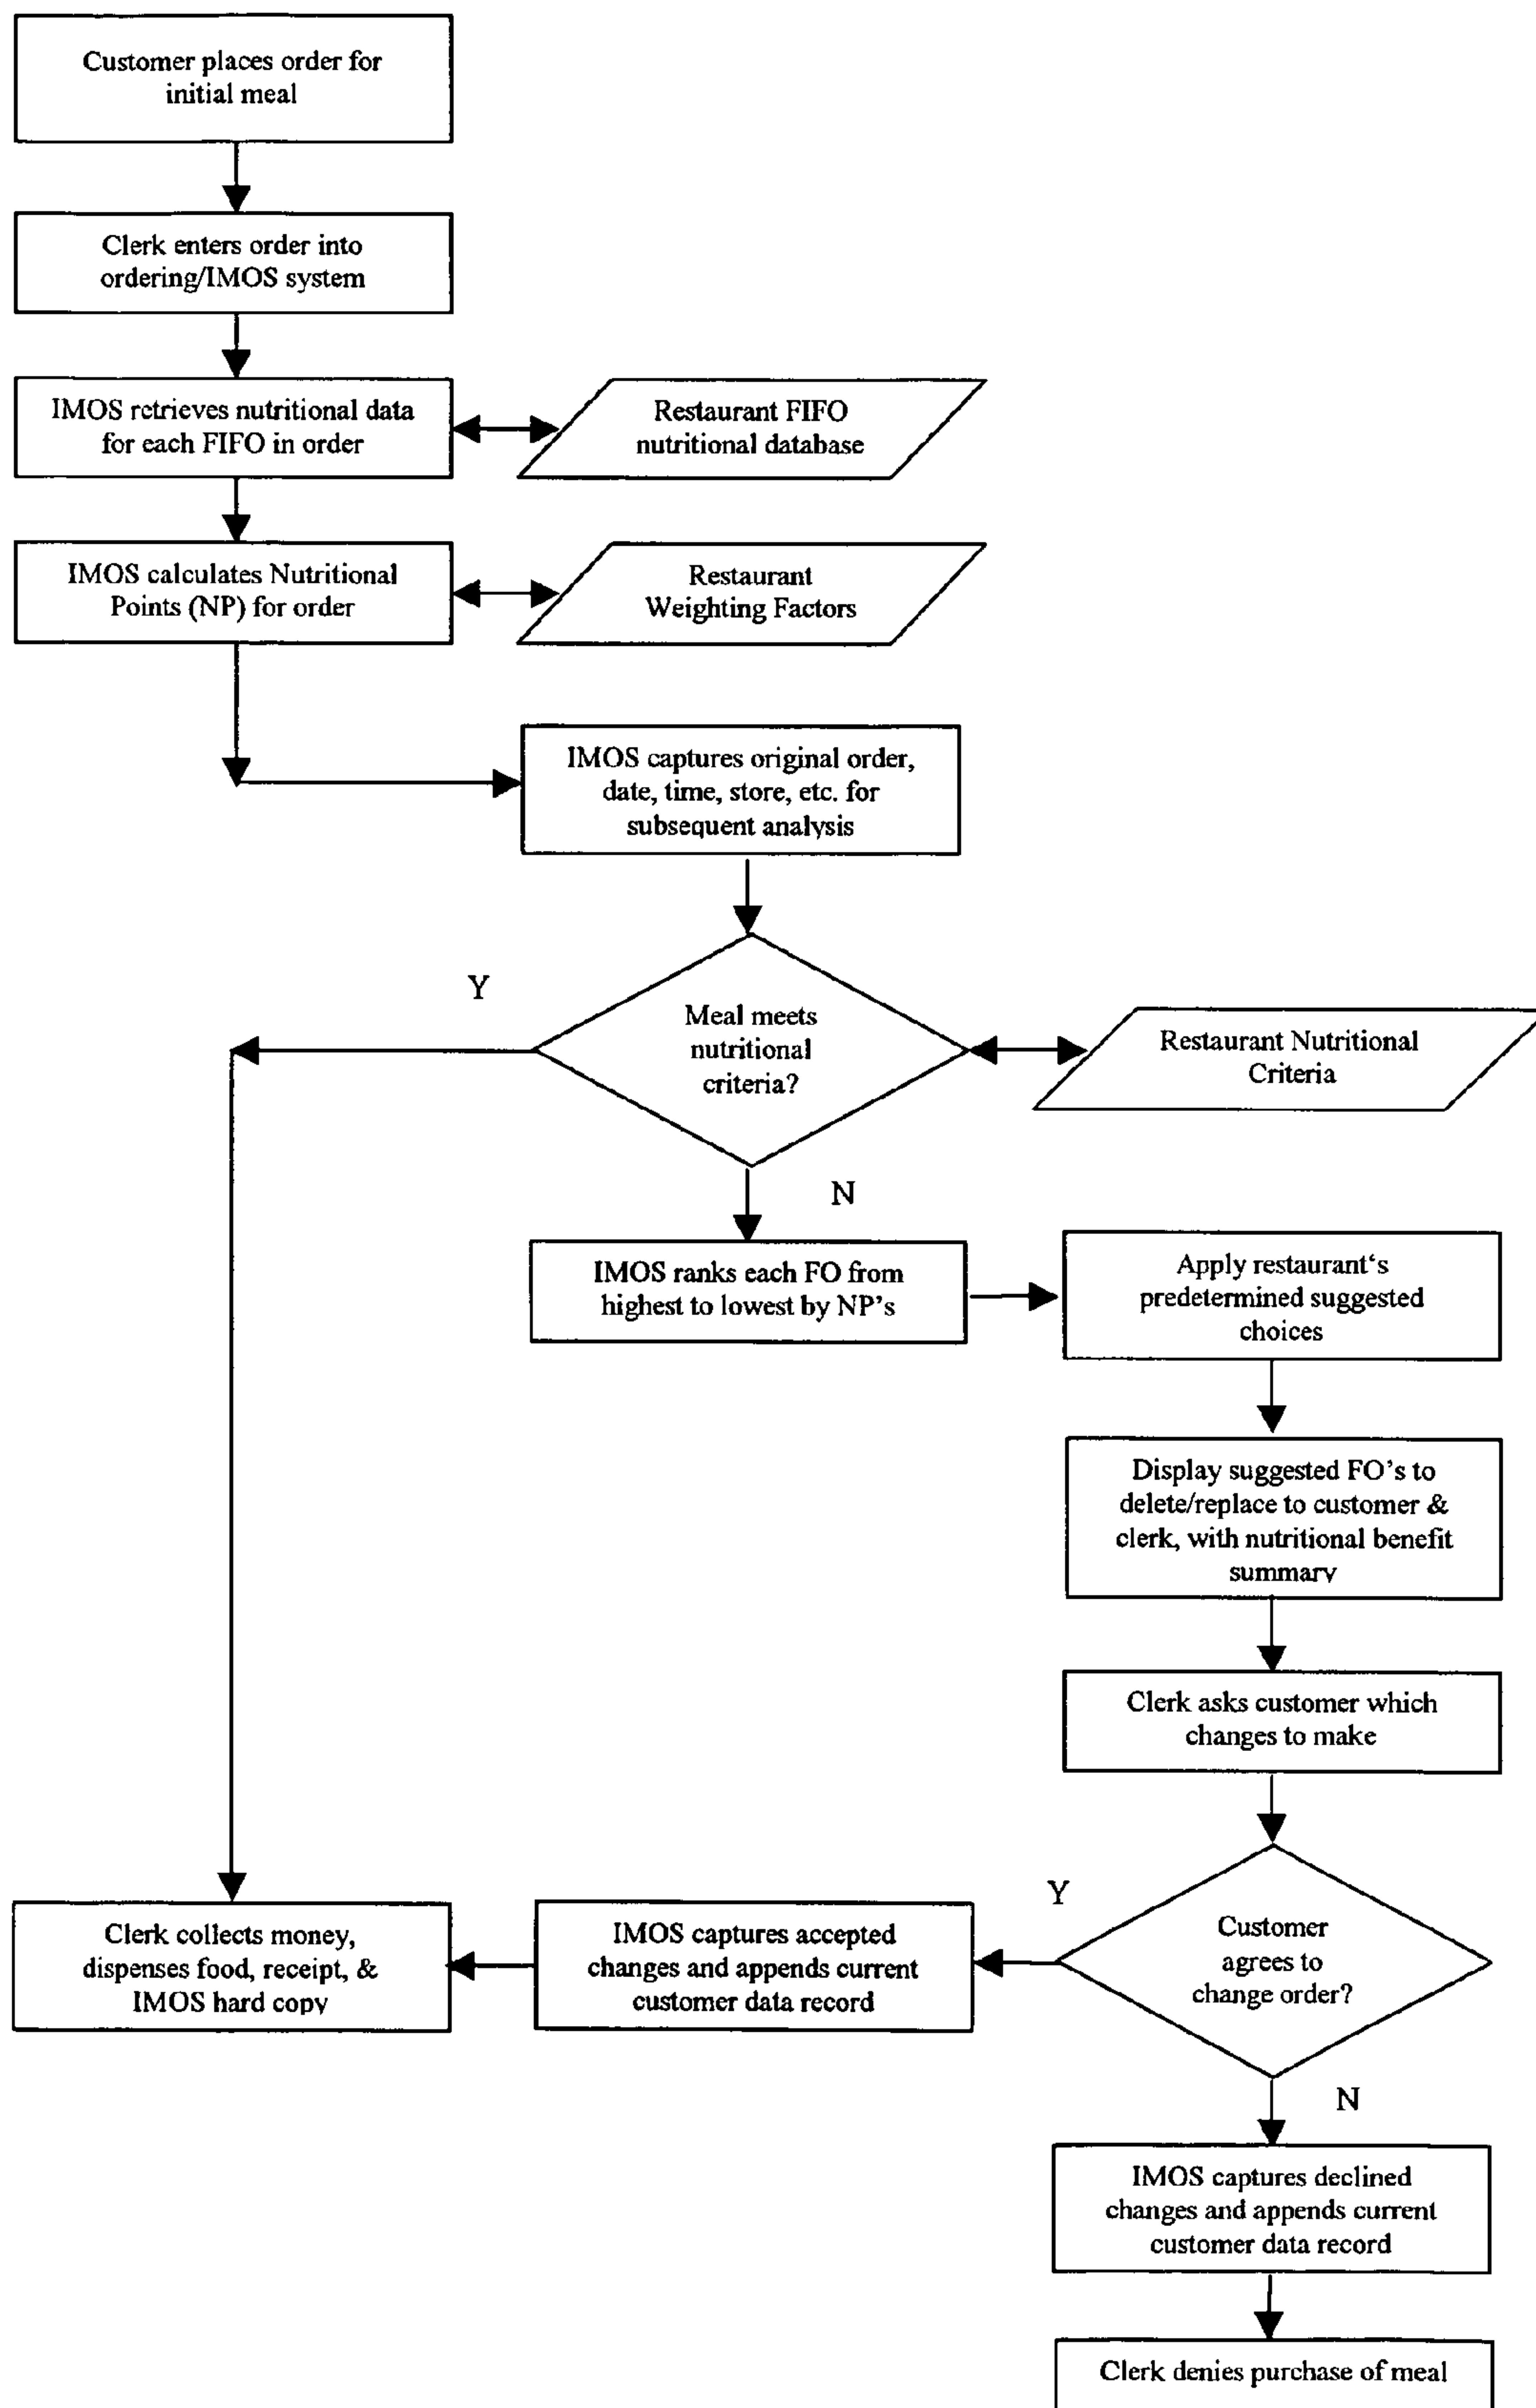 Customer places order for
initial meal
Clerk enters order into
ordering/IMOS system
IMOS retrieves nutritional data
for each FIFO in order
Restaurant FIFO
nutritional database
IMOS calculates Nutritional
Points (NP) for order
Restaurant
Weighting Factors
IMOS captures original order,
date, time, store, etc. for
subsequent analysis
Y
Meal meets
nutritional
criteria?
Restaurant Nutritional
Criteria
N
IMOS ranks each FO from
highest to lowest by NP's
Apply restaurant‘s
predetermined suggested
choices
Display suggested FO’s to
delete/replace to customer &
clerk, with nutritional benefit
summary
Clerk asks customer which
changes to make
Y
Customer
agrees to
change order?
IMOS captures accepted
changes and appends current
customer data record
Clerk collects money,
dispenses food, receipt, &
IMOS hard copy
N
IMOS captures declined
changes and appends current
customer data record
Clerk denies purchase of meal